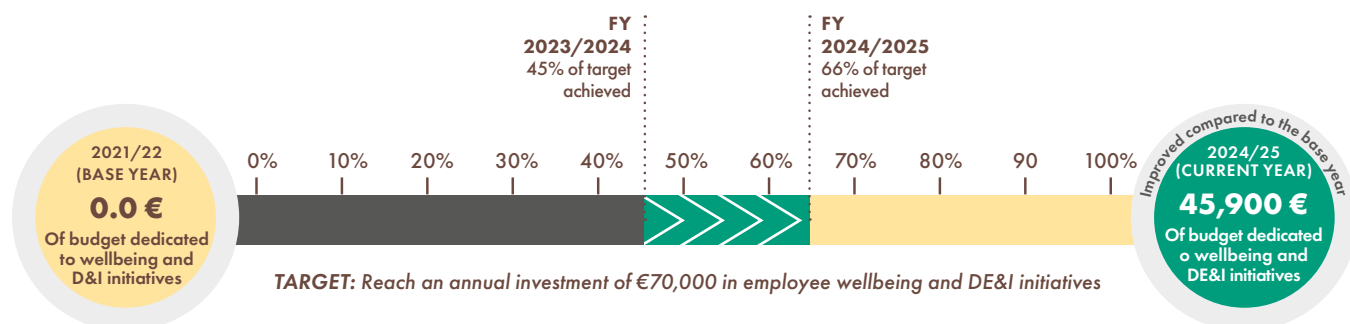 FY
2023/2024
45% of target
achieved
FY
2024/2025
66% of target
achieved
2021/22
(BASE YEAR)
0.0 €
Of budget dedicated
to wellbeing and
D&I initiatives
0% 10% 20% 30% 40% 50% 60% 70% 80% 90 100%
Improved compared to the base year
2024/25
(CURRENT YEAR)
45,900 €
Of budget dedicated
o wellbeing and
DE&I initiatives
TARGET: Reach an annual investment of €70,000 in employee wellbeing and DE&I initiatives